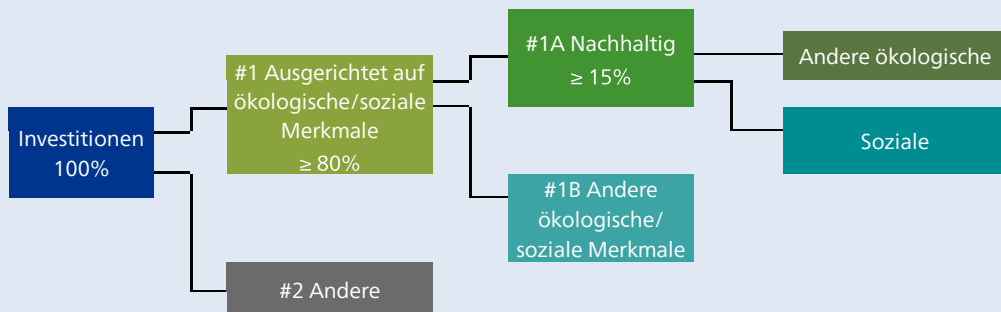 Investitionen
100%
#1 Ausgerichtet auf
ökologische/soziale
Merkmale
≥ 80%
#2 Andere
#1A Nachhaltig
≥ 15%
#1B Andere
ökologische/
soziale Merkmale
Andere ökologische
Soziale